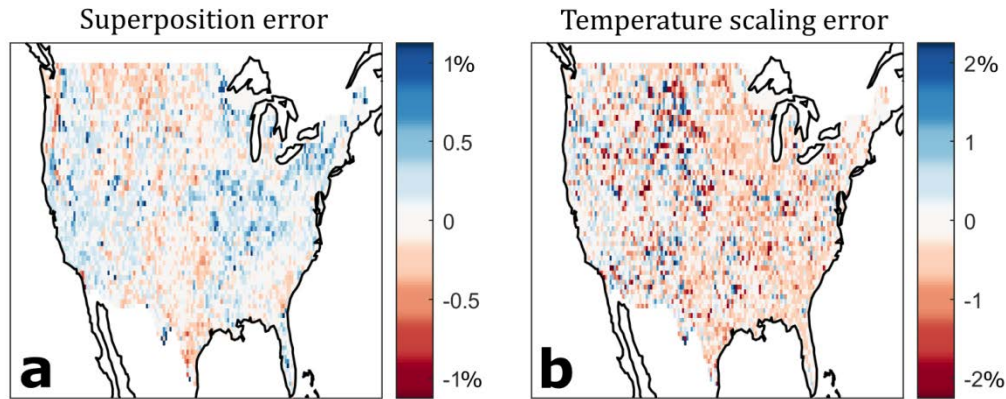 Superposition error
1%
0.5
0
-0.5
-1%
a
Temperature scaling error
2%
1
0
-1
-2%
b